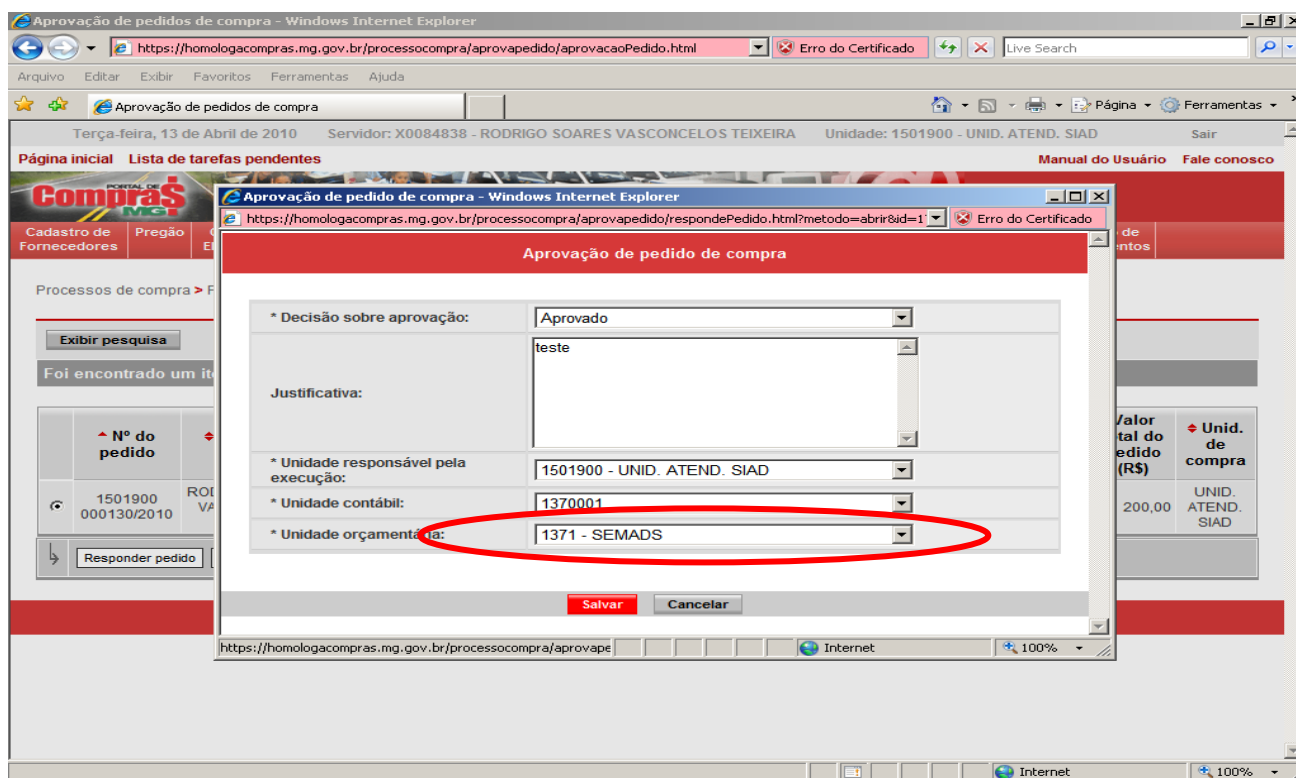 Aprovação de pedidos de compra - Windows Internet Explorer
https://homologacompras.mg.gov.br/processocompra/aprovapedido/aprovacaoPedido.html
Erro do Certificado
Live Search
Arquivo Editar Exibir Favoritos Ferramentas Ajuda
Aprovação de pedidos de compra
Página
Ferramentas
Terça-feira, 13 de Abril de 2010 Servidor: X0084838 - RODRIGO SOARES VASCONCELOS TEIXEIRA Unidade: 1501900 - UNID. ATEND. SIAD Sair
Página inicial Lista de tarefas pendentes Manual do Usuário Fale conosco
PORTAL DE
Compras
MG
Cadastro de Fornecedores
Pregão
de
Processos de compra >
Exibir pesquisa
Foi encontrado um
Nº do pedido
tal do
(R$)
Unid. de compra
1501900 000130/2010
200,00
UNID. ATEND. SIAD
Responder pedido
Aprovação de pedido de compra - Windows Internet Explorer
https://homologacompras.mg.gov.br/processocompra/aprovapedido/respondePedido.html?metodo=abrir&id=1
Erro do Certificado
Aprovação de pedido de compra
* Decisão sobre aprovação: Aprovado
Justificativa: teste
* Unidade responsável pela execução: 1501900 - UNID. ATEND. SIAD
* Unidade contábil: 1370001
* Unidade orçamentária: 1371 - SEMADS
Salvar Cancelar
https://homologacompras.mg.gov.br/processocompra/aprovape Internet 100%
Internet 100%